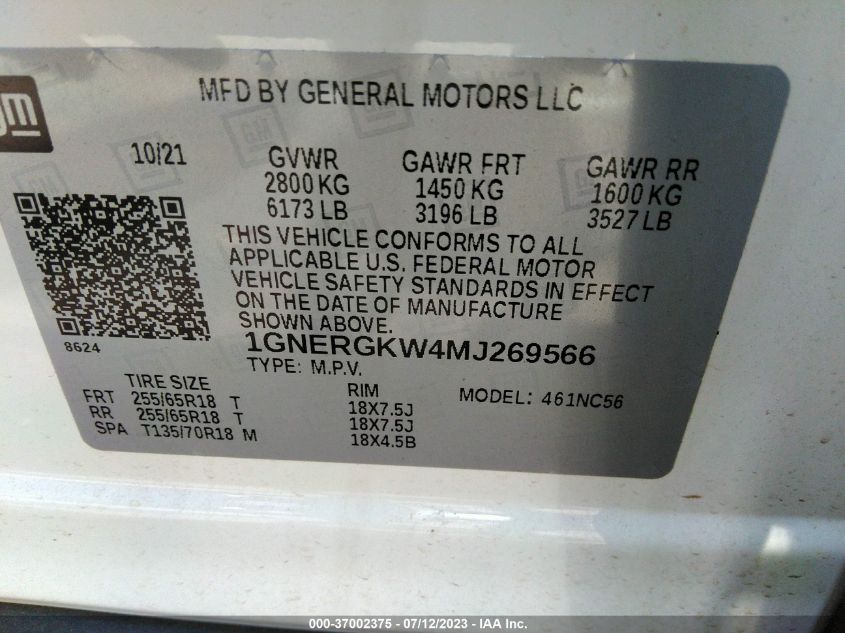 gm
MFD BY GENERAL MOTORS LLC
10/21
GVWR
2800 KG
6173 LB
GAWR FRT
1450 KG
3196 LB
GAWR RR
1600 KG
3527 LB
THIS VEHICLE CONFORMS TO ALL
APPLICABLE U.S. FEDERAL MOTOR
VEHICLE SAFETY STANDARDS IN EFFECT
ON THE DATE OF MANUFACTURE
SHOWN ABOVE.
8624
1GNERGKW4MJ269566
TYPE: M.P.V.
MODEL: 461NC56
TIRE SIZE RIM
FRT 255/65R18 T 18X7.5J
RR 255/65R18 T 18X7.5J
SPA T135/70R18 M 18X4.5B
000-37002375 - 07/12/2023 - IAA Inc.